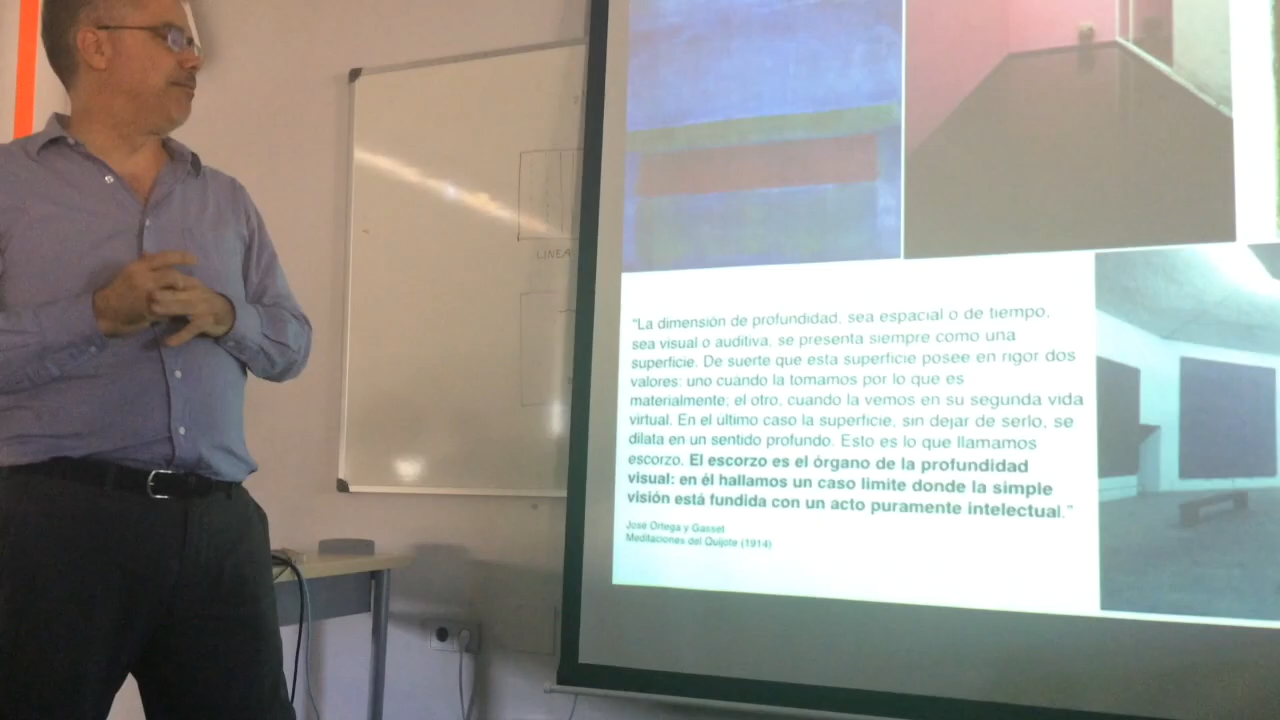 LINEA
"La dimensión de profundidad, sea espacial o de tiempo,
sea visual o auditiva, se presenta siempre como una
superficie. De suerte que esta superficie posee en rigor dos
valores: uno cuando la tomamos por lo que es
materialmente; el otro, cuando la vemos en su segunda vida
virtual. En el último caso la superficie, sin dejar de serlo, se
dilata en un sentido profundo. Esto es lo que llamamos
escorzo. El escorzo es el órgano de la profundidad
visual: en él hallamos un caso límite donde la simple
visión está fundida con un acto puramente intelectual."
José Ortega y Gasset
Meditaciones del Quijote (1914)